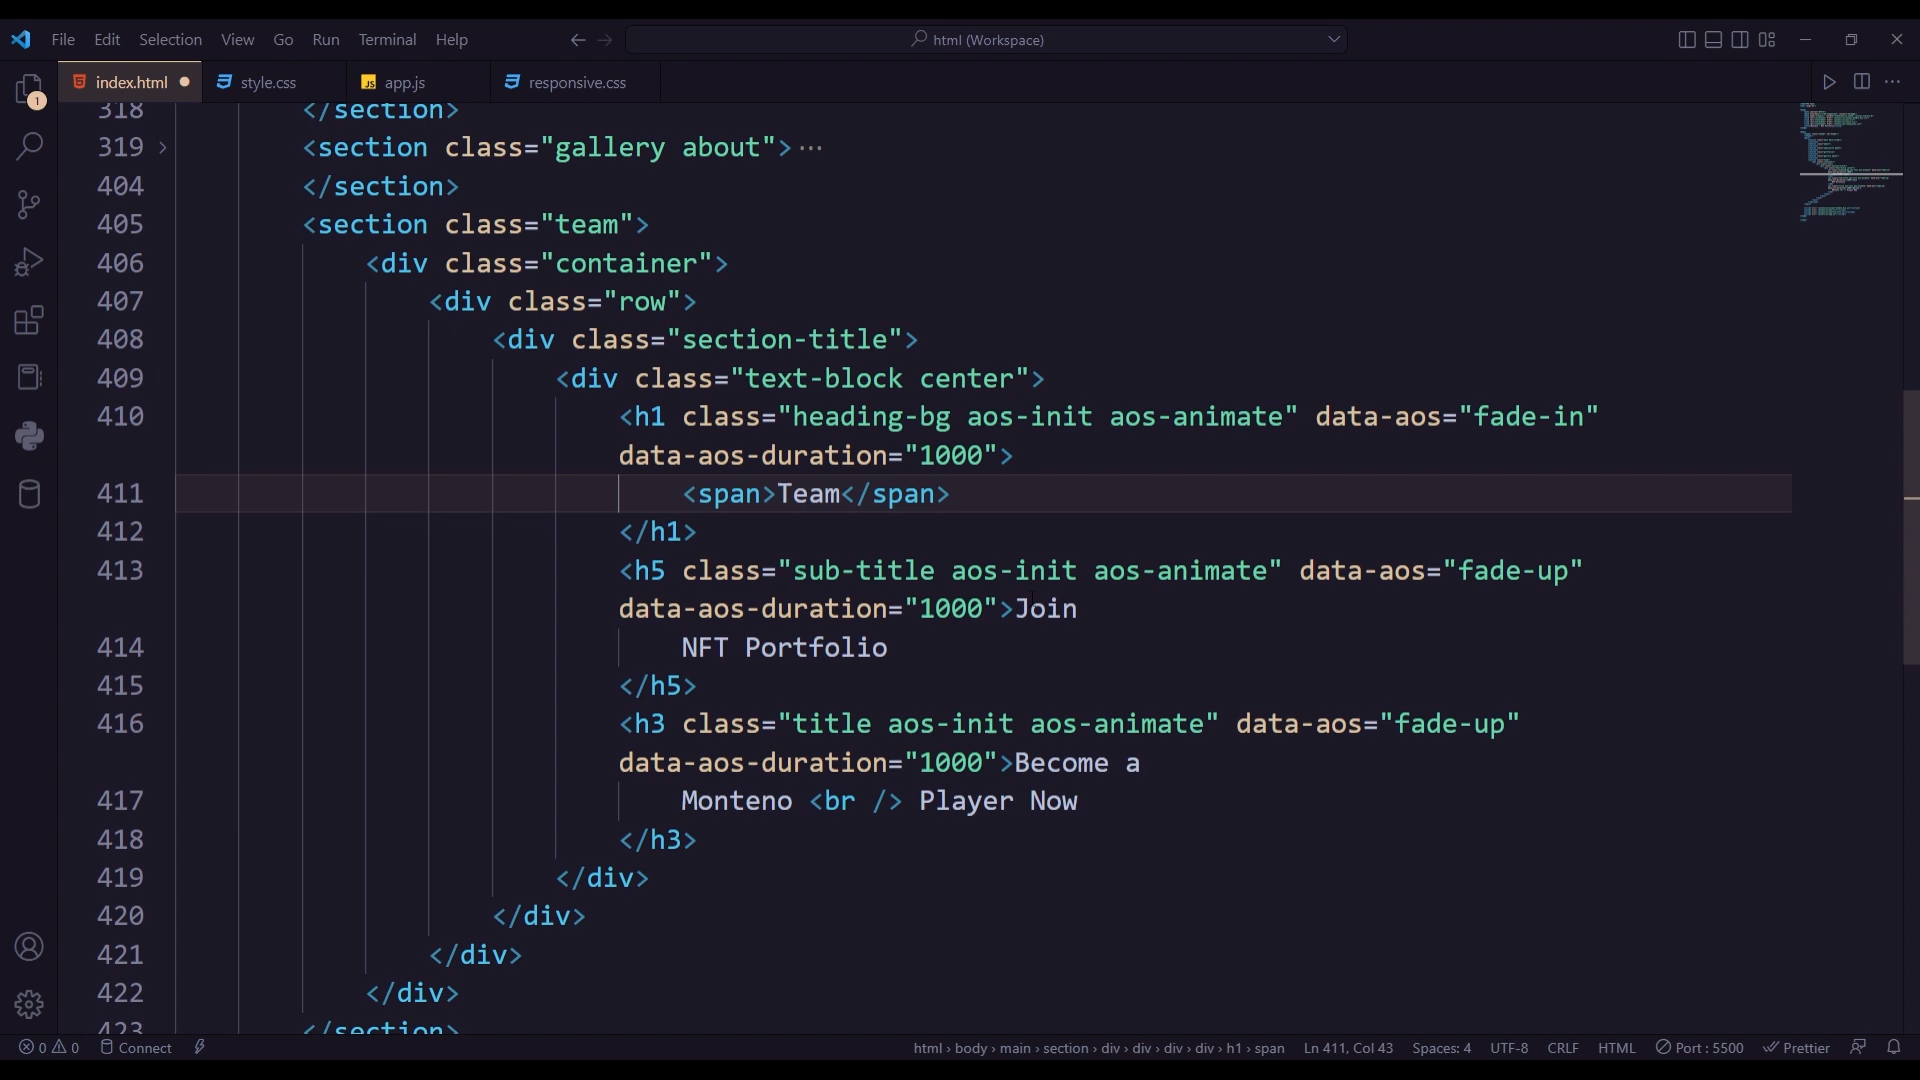 File Edit Selection View Go Run Terminal Help html (Workspace)
index.html style.css JS app.js responsive.css
1
318 </section>
319 <section class="gallery about"> ···
404 </section>
405 <section class="team">
406 <div class="container">
407 <div class="row">
408 <div class="section-title">
409 <div class="text-block center">
410 <h1 class="heading-bg aos-init aos-animate" data-aos="fade-in"
data-aos-duration="1000">
411 <span>Team</span>
412 </h1>
413 <h5 class="sub-title aos-init aos-animate" data-aos="fade-up"
data-aos-duration="1000">Join
414 NFT Portfolio
415 </h5>
416 <h3 class="title aos-init aos-animate" data-aos="fade-up"
data-aos-duration="1000">Become a
417 Monteno <br /> Player Now
418 </h3>
419 </div>
420 </div>
421 </div>
422 </div>
423 </section>
0 0 Connect html › body › main › section › div › div › div › div › h1 › span Ln 411, Col 43 Spaces: 4 UTF-8 CRLF HTML Port : 5500 Prettier